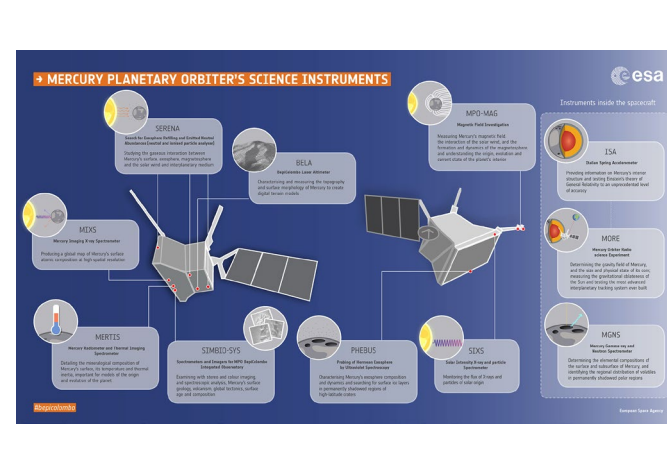 → MERCURY PLANETARY ORBITER'S SCIENCE INSTRUMENTS
esa
SERENA
Search for Exosphere Refilling and Emitted Neutral
Abundances (neutral and ionised particle analyser)
Studying the gaseous interaction between
Mercury's surface, exosphere, magnetosphere
and the solar wind and interplanetary medium
BELA
BepiColombo Laser Altimeter
Characterising and measuring the topography
and surface morphology of Mercury to create
digital terrain models
MPO-MAG
Magnetic Field Investigation
Measuring Mercury's magnetic field,
the interaction of the solar wind, and the
formation and dynamics of the magnetosphere
and understanding the origin, evolution and
current state of the planet's interior
Instruments inside the spacecraft
ISA
Italian Spring Accelerometer
Providing information on Mercury's interior
structure and testing Einstein's theory of
General Relativity to an unprecedented level
of accuracy
MIXS
Mercury Imaging X-ray Spectrometer
Producing a global map of Mercury's surface
atomic composition at high spatial resolution
MORE
Mercury Orbiter Radio
science Experiment
Determining the gravity field of Mercury,
and the size and physical state of its core,
measuring the gravitational oblateness of
the Sun and testing the most advanced
interplanetary tracking system ever built
MERTIS
Mercury Radiometer and Thermal Imaging
Spectrometer
Detailing the mineralogical composition of
Mercury's surface, its temperature and thermal
inertia, important for models of the origin
and evolution of the planet
SIMBIO-SYS
Spectrometers and Imagers for MPO BepiColombo
Integrated Observatory
Examining with stereo and colour imaging,
and spectroscopic analysis, Mercury's surface
geology, volcanism, global tectonics, surface
age and composition
PHEBUS
Probing of Hermean Exosphere
by Ultraviolet Spectroscopy
Characterising Mercury's exosphere composition
and dynamics and searching for surface ice layers
in permanently shadowed regions of
high-latitude craters
SIXS
Solar Intensity X-ray and particle
Spectrometer
Monitoring the flux of X-rays and
particles of solar origin
MGNS
Mercury Gamma-ray and
Neutron Spectrometer
Determining the elemental compositions of
the surface and subsurface of Mercury, and
identifying the regional distribution of volatiles
in permanently shadowed polar regions
#bepicolombo
European Space Agency